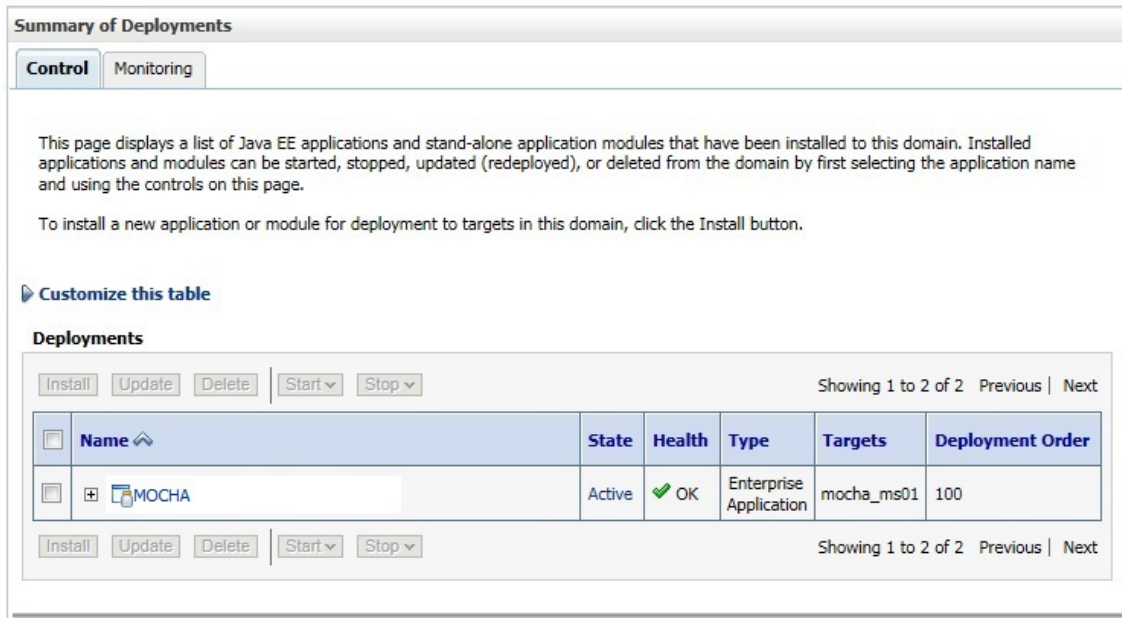 Summary of Deployments
Control Monitoring
This page displays a list of Java EE applications and stand-alone application modules that have been installed to this domain. Installed
applications and modules can be started, stopped, updated (redeployed), or deleted from the domain by first selecting the application name
and using the controls on this page.
To install a new application or module for deployment to targets in this domain, click the Install button.
Customize this table
Deployments
Install Update Delete Start Stop Showing 1 to 2 of 2 Previous | Next
Name State Health Type Targets Deployment Order
MOCHA Active OK Enterprise Application mocha_ms01 100
Install Update Delete Start Stop Showing 1 to 2 of 2 Previous | Next